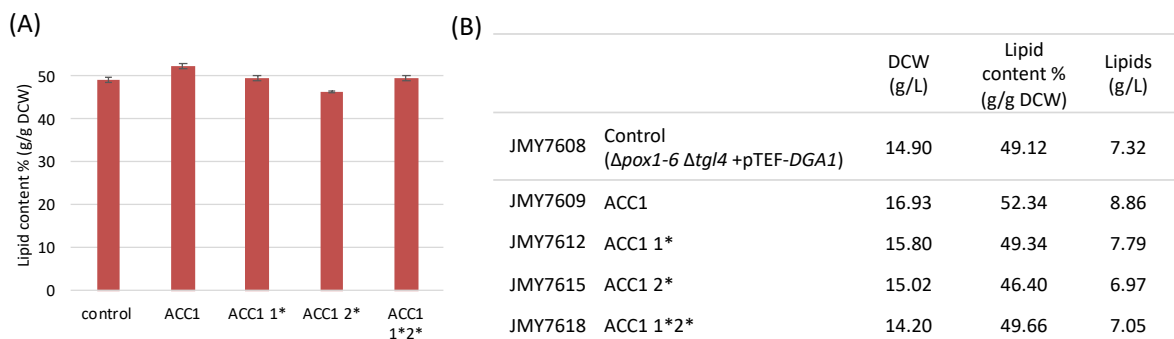 (A)
Lipid content % (g/g DCW)
60
50
40
30
20
10
0
control ACC1 ACC1 1* ACC1 2* ACC1
1*2*
(B)
DCW
(g/L)
Lipid
content %
(g/g DCW)
Lipids
(g/L)
JMY7608 Control
(Δpox1-6 Δtgl4 +pTEF-DGA1) 14.90 49.12 7.32
JMY7609 ACC1 16.93 52.34 8.86
JMY7612 ACC1 1* 15.80 49.34 7.79
JMY7615 ACC1 2* 15.02 46.40 6.97
JMY7618 ACC1 1*2* 14.20 49.66 7.05